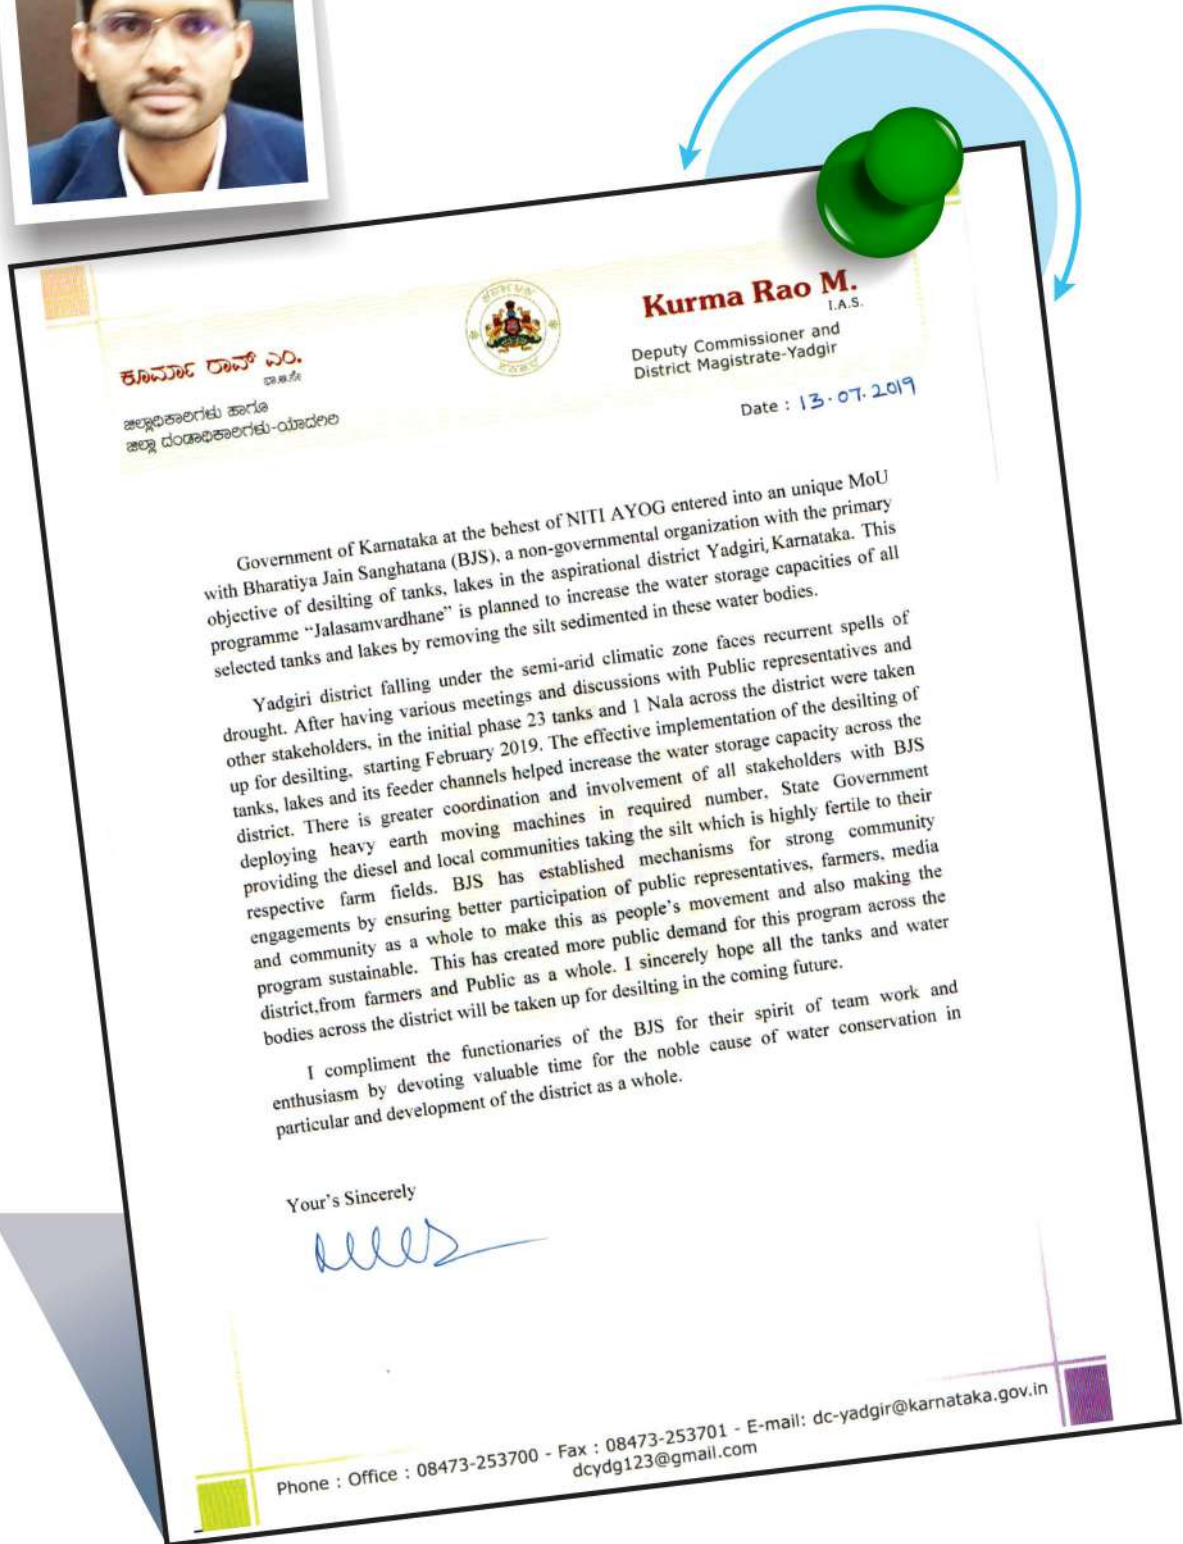 ಕೂರ್ಮಾ ರಾವ್ ಎಂ.
ಭಾ.ಆ.ಸೇ
ಜಿಲ್ಲಾಧಿಕಾರಿಗಳು ಹಾಗೂ
ಜಿಲ್ಲಾ ದಂಡಾಧಿಕಾರಿಗಳು-ಯಾದಗಿರಿ
Kurma Rao M.
I.A.S.
Deputy Commissioner and
District Magistrate-Yadgir
Date : 13.07.2019
Government of Karnataka at the behest of NITI AYOG entered into an unique MoU
with Bharatiya Jain Sanghatana (BJS), a non-governmental organization with the primary
objective of desilting of tanks, lakes in the aspirational district Yadgiri, Karnataka. This
programme “Jalasamvardhane” is planned to increase the water storage capacities of all
selected tanks and lakes by removing the silt sedimented in these water bodies.
Yadgiri district falling under the semi-arid climatic zone faces recurrent spells of
drought. After having various meetings and discussions with Public representatives and
other stakeholders, in the initial phase 23 tanks and 1 Nala across the district were taken
up for desilting, starting February 2019. The effective implementation of the desilting of
tanks, lakes and its feeder channels helped increase the water storage capacity across the
district. There is greater coordination and involvement of all stakeholders with BJS
deploying heavy earth moving machines in required number, State Government
providing the diesel and local communities taking the silt which is highly fertile to their
respective farm fields. BJS has established mechanisms for strong community
engagements by ensuring better participation of public representatives, farmers, media
and community as a whole to make this as people’s movement and also making the
program sustainable. This has created more public demand for this program across the
district,from farmers and Public as a whole. I sincerely hope all the tanks and water
bodies across the district will be taken up for desilting in the coming future.
I compliment the functionaries of the BJS for their spirit of team work and
enthusiasm by devoting valuable time for the noble cause of water conservation in
particular and development of the district as a whole.
Your’s Sincerely
Phone : Office : 08473-253700 - Fax : 08473-253701 - E-mail: dc-yadgir@karnataka.gov.in
dcydg123@gmail.com